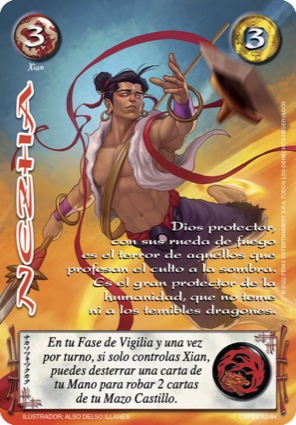 3
3
Xian
NEZHA
Dios protector,
con sus rueda de fuego
es el terror de aquellos que
profesan el culto a la sombra.
Es el gran protector de la
humanidad, que no teme
ni a los temibles dragones.
En tu Fase de Vigilia y una vez
por turno, si solo controlas Xian,
puedes desterrar una carta de
tu Mano para robar 2 cartas
de tu Mazo Castillo.
ILUSTRADOR: ALSO DELSO ILLANES